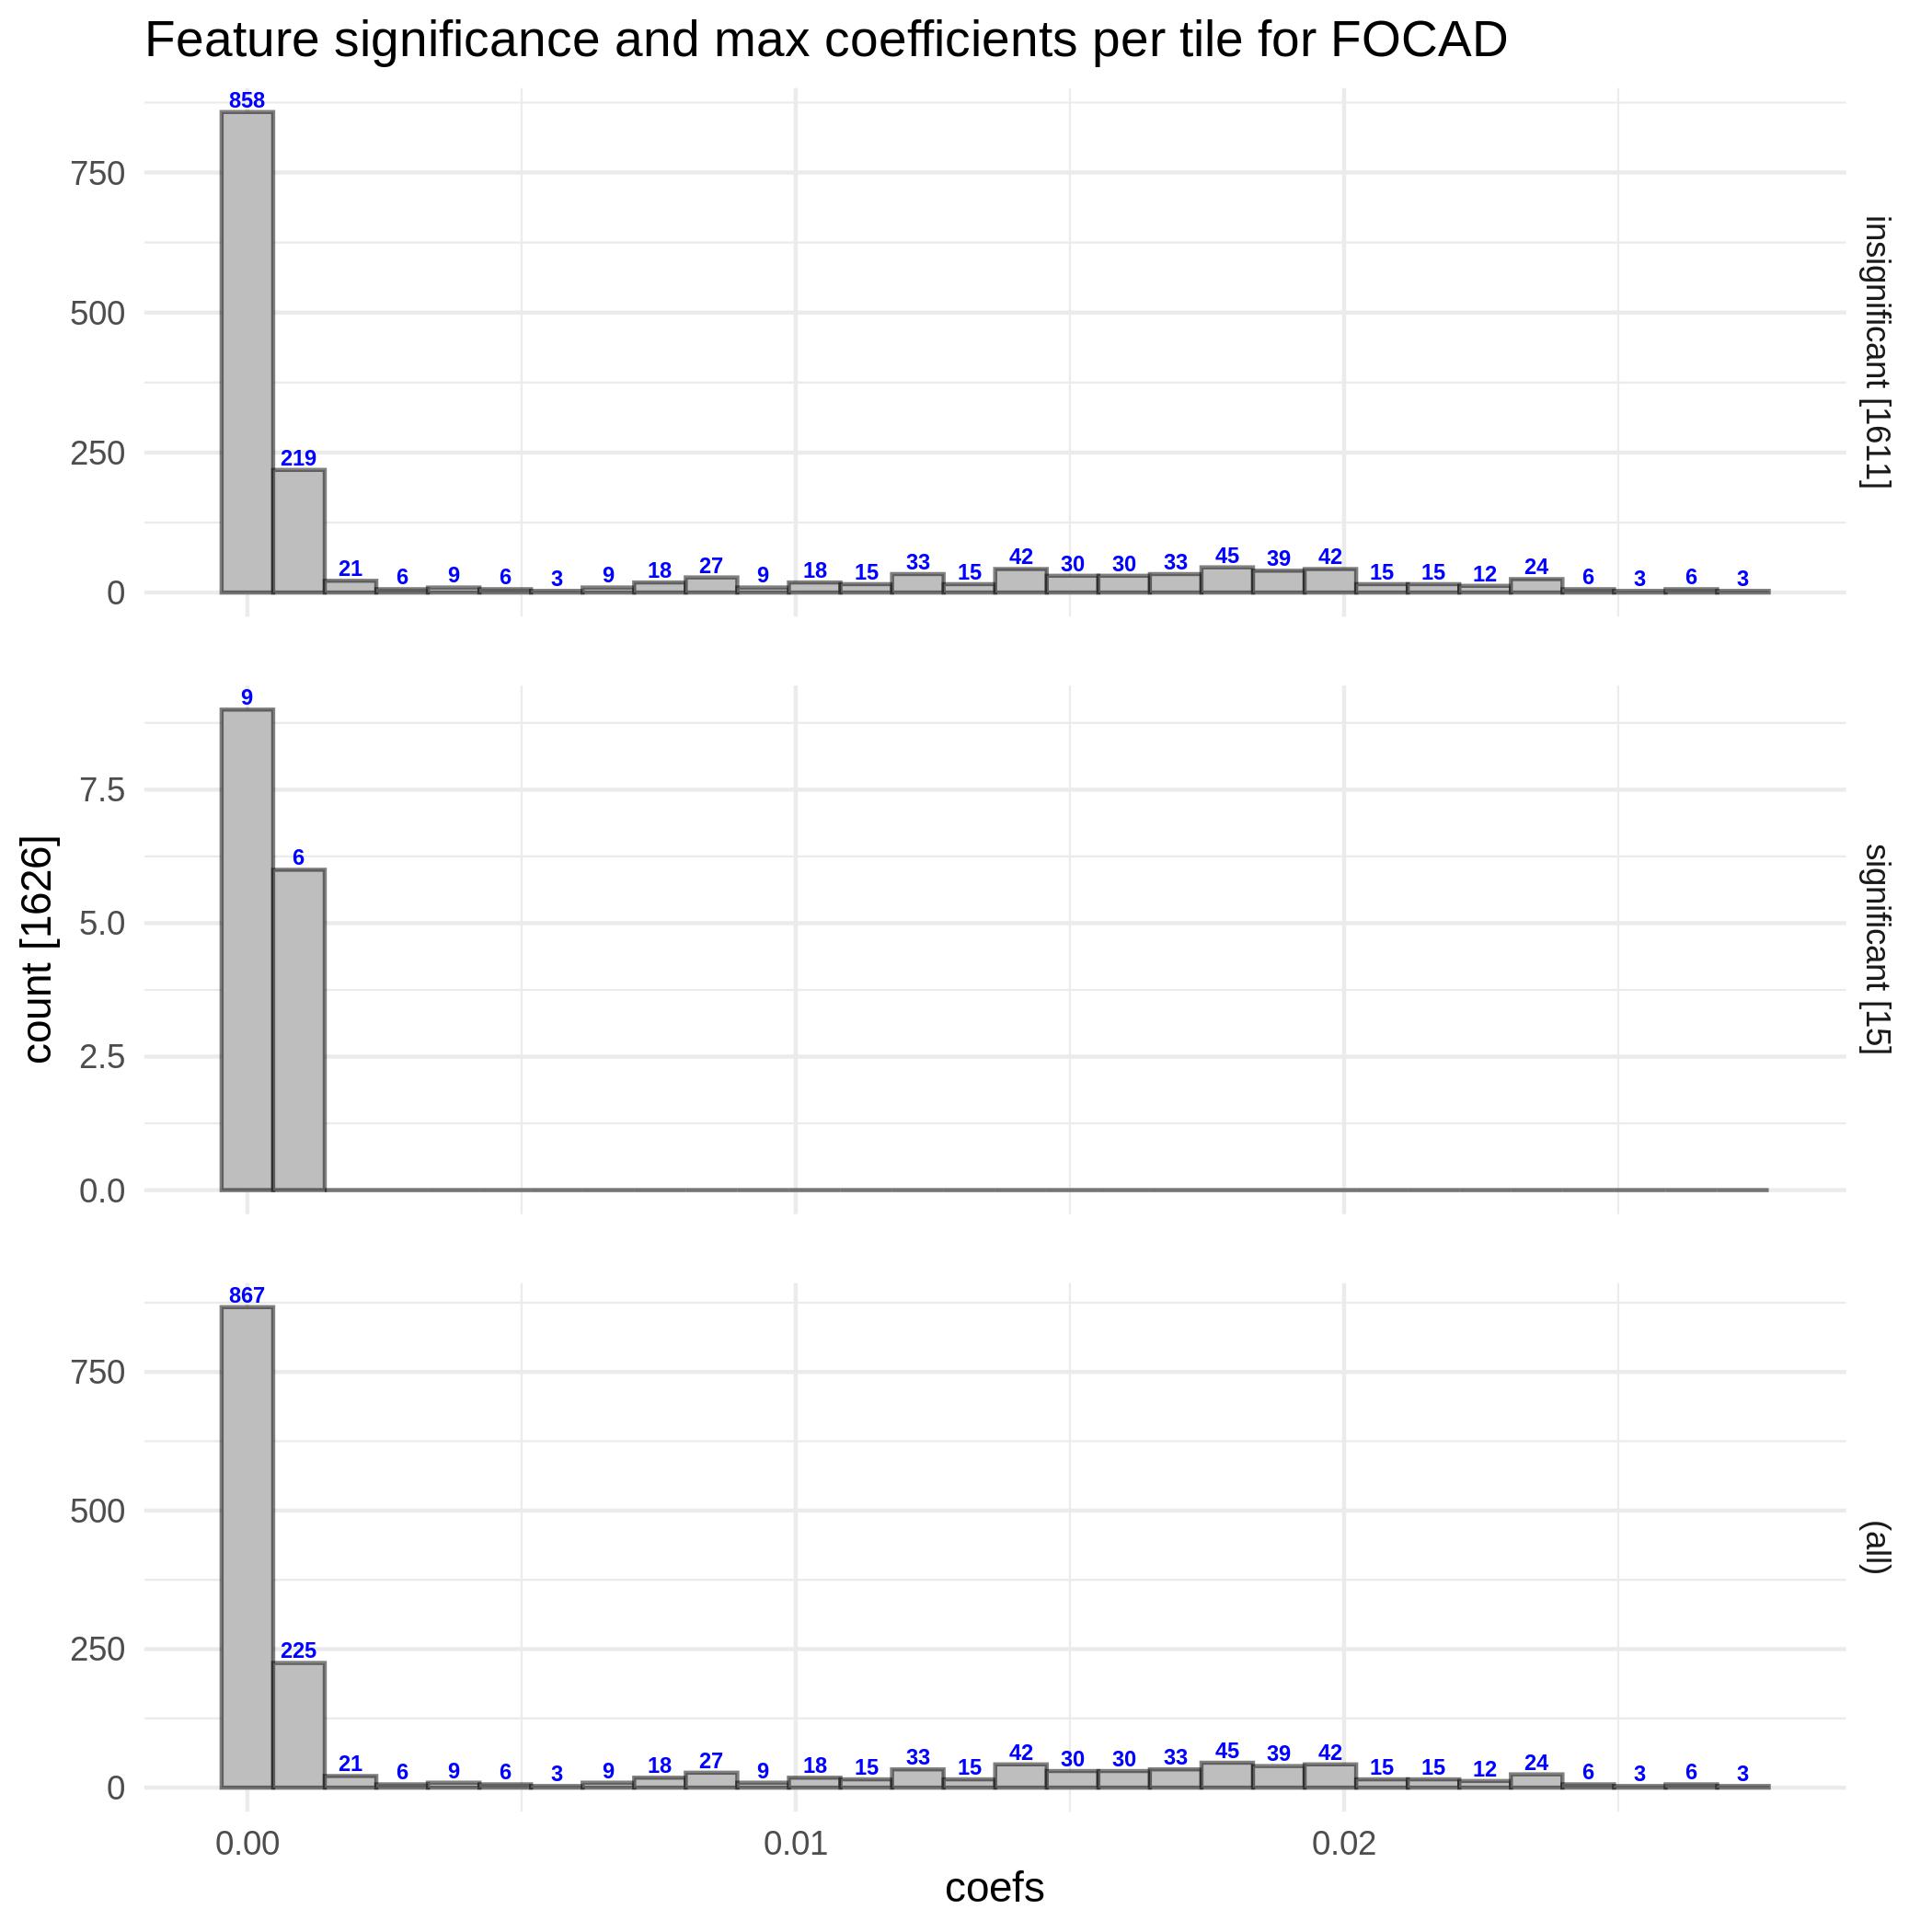 Feature significance and max coefficients per tile for FOCAD
858
750
500
250
219
21 6 9 6 3 9 18 27 9 18 15 33 15 42 30 30 33 45 39 42 15 15 12 24 6 3 6 3
0
insignificant [1611]
9
7.5
6
5.0
2.5
0.0
significant [15]
count [1626]
867
750
500
250
225
21 6 9 6 3 9 18 27 9 18 15 33 15 42 30 30 33 45 39 42 15 15 12 24 6 3 6 3
0
(all)
0.00 0.01 0.02
coefs